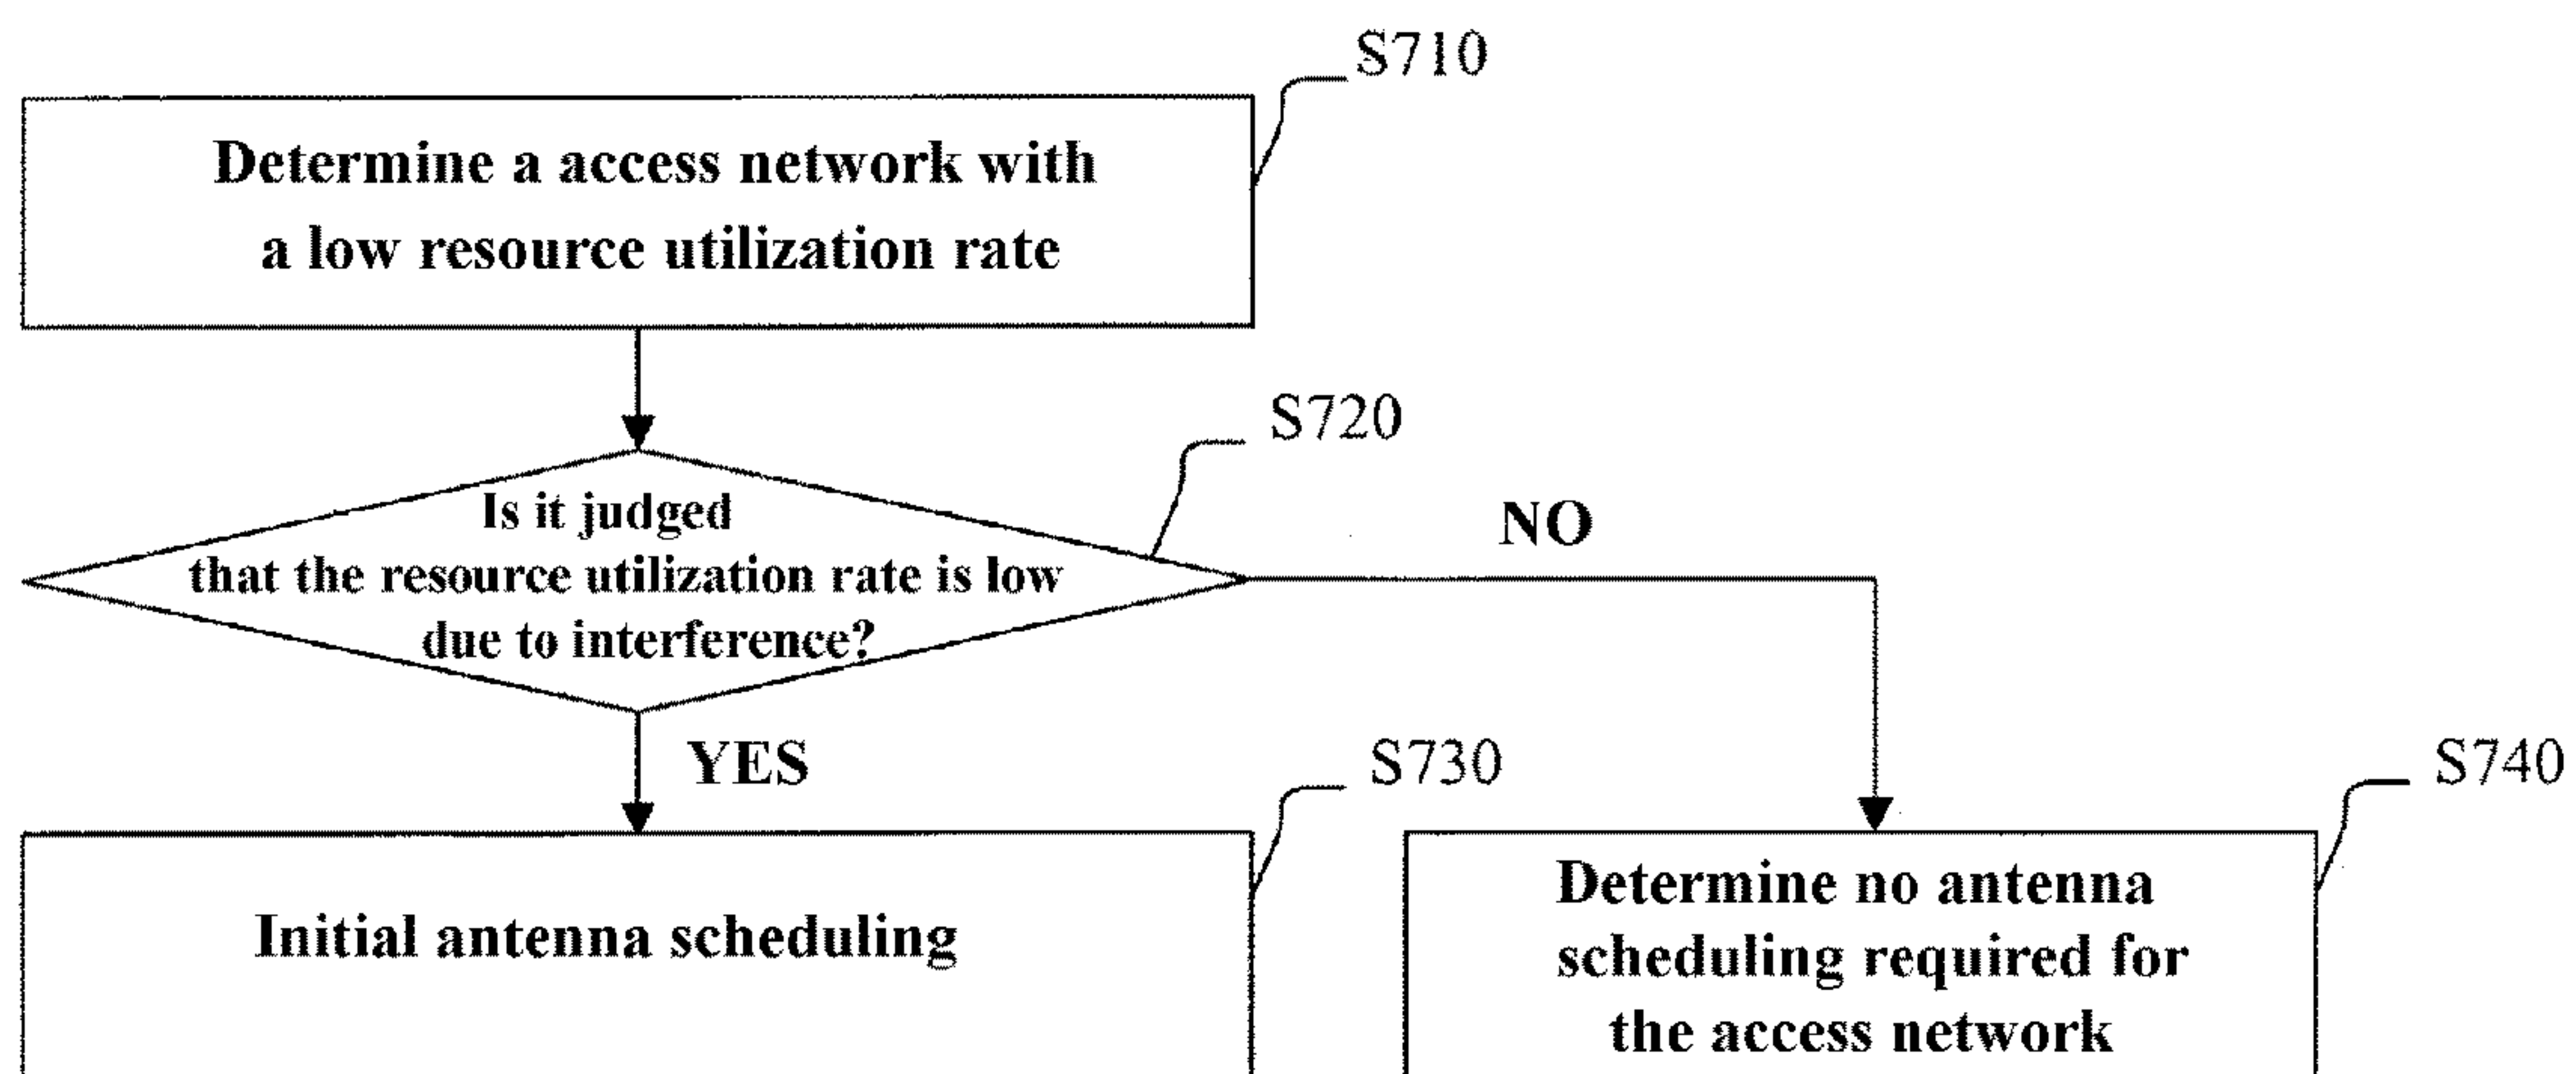 S710
Determine a access network with
a low resource utilization rate
S720
Is it judged
that the resource utilization rate is low
due to interference?
NO
YES
S730
S740
Initial antenna scheduling
Determine no antenna
scheduling required for
the access network